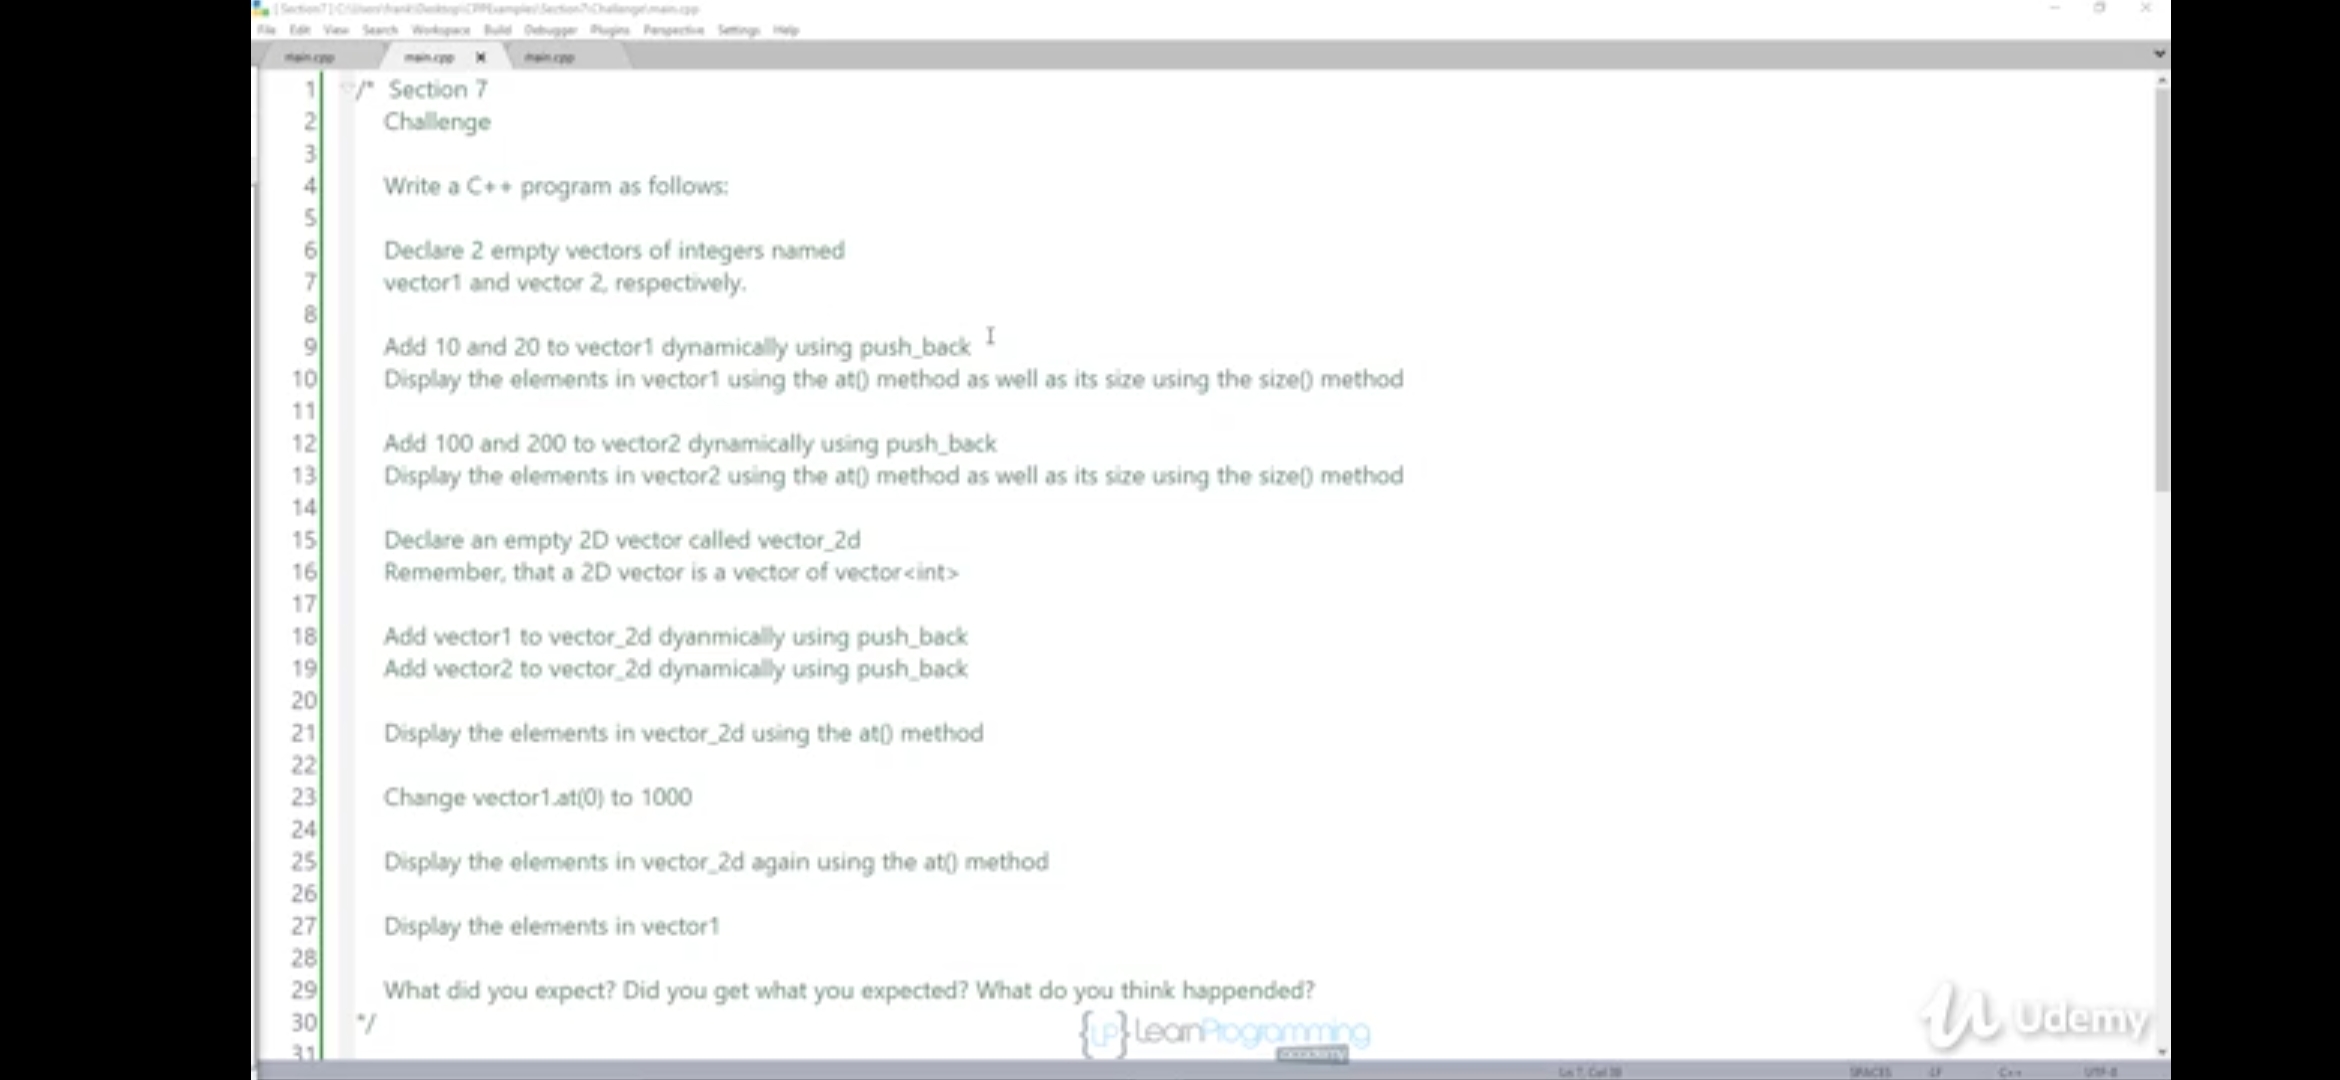 [ Section7 ] C:\Users\frank\Desktop\CPPExamples\Section7\Challenge\main.cpp
File Edit View Search Workspace Build Debugger Plugins Perspective Settings Help
main.cpp main.cpp main.cpp
1 /* Section 7
2 Challenge
3
4 Write a C++ program as follows:
5
6 Declare 2 empty vectors of integers named
7 vector1 and vector 2, respectively.
8
9 Add 10 and 20 to vector1 dynamically using push_back
10 Display the elements in vector1 using the at() method as well as its size using the size() method
11
12 Add 100 and 200 to vector2 dynamically using push_back
13 Display the elements in vector2 using the at() method as well as its size using the size() method
14
15 Declare an empty 2D vector called vector_2d
16 Remember, that a 2D vector is a vector of vector<int>
17
18 Add vector1 to vector_2d dyanmically using push_back
19 Add vector2 to vector_2d dynamically using push_back
20
21 Display the elements in vector_2d using the at() method
22
23 Change vector1.at(0) to 1000
24
25 Display the elements in vector_2d again using the at() method
26
27 Display the elements in vector1
28
29 What did you expect? Did you get what you expected? What do you think happended?
30 */
31
{LP} LearnProgramming
academy
Udemy
SPACES LF C++ UTF-8